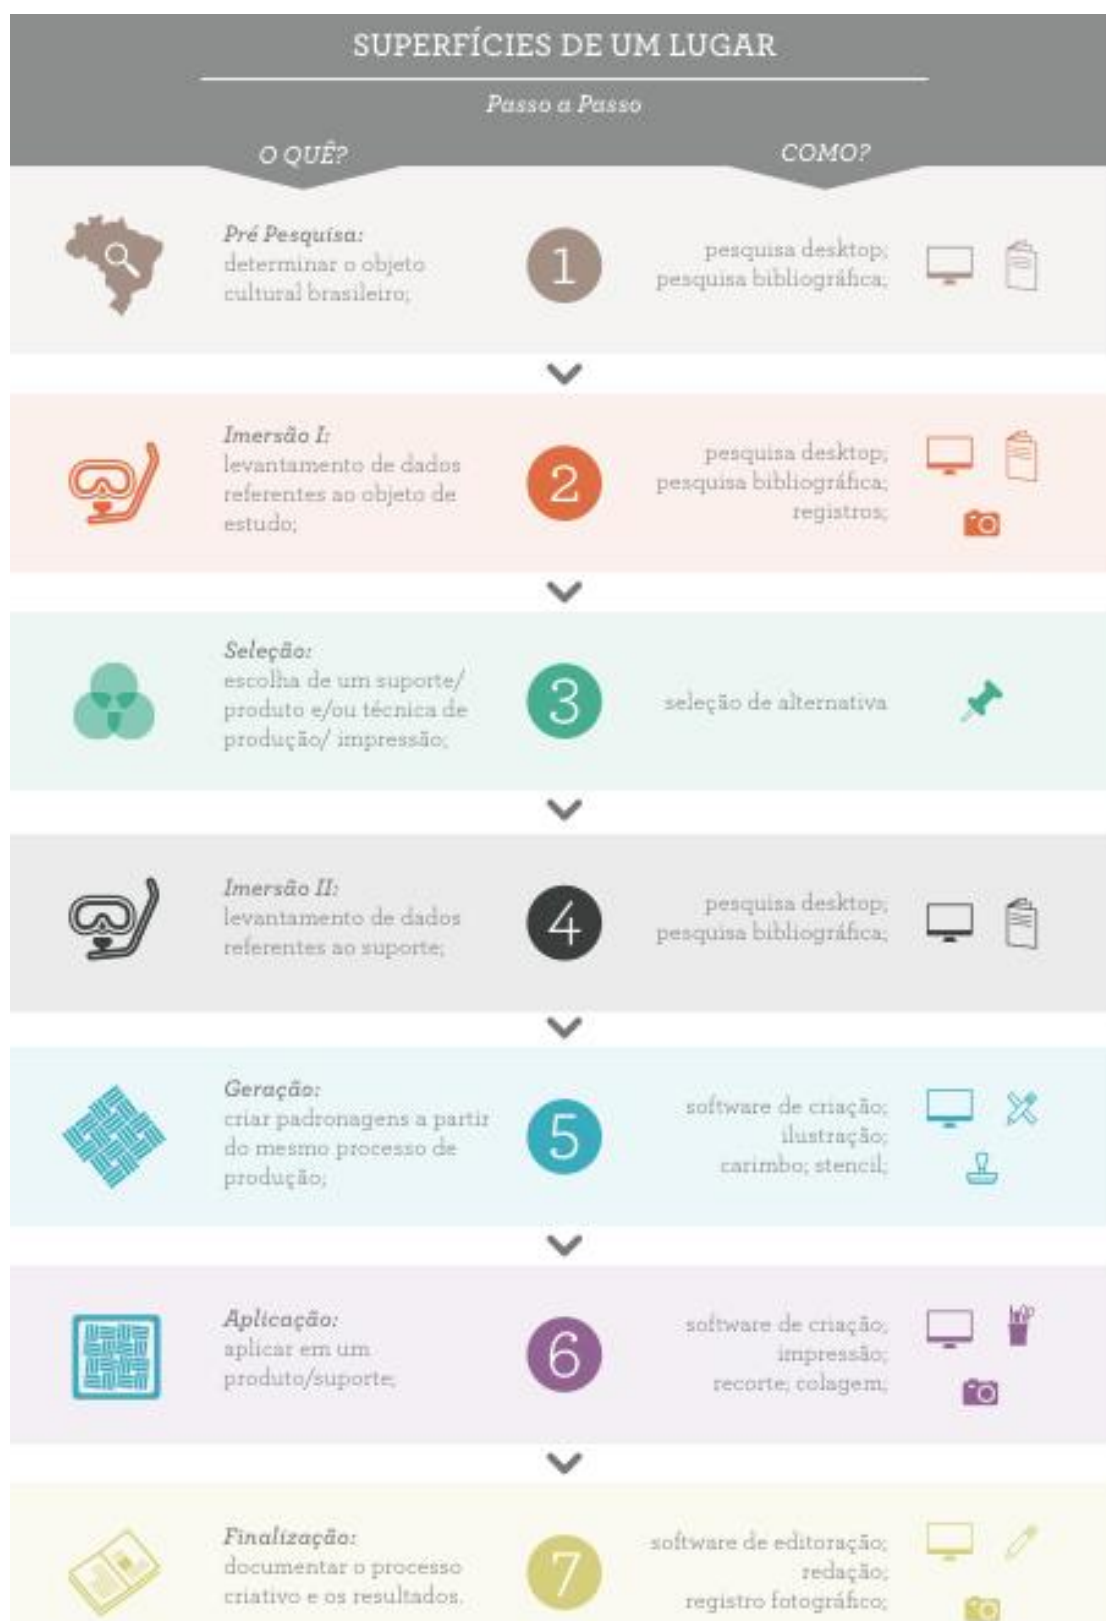 SUPERFÍCIES DE UM LUGAR
Passo a Passo
O QUÊ?
COMO?
Pré Pesquisa:
determinar o objeto
cultural brasileiro;
1
pesquisa desktop;
pesquisa bibliográfica;
Imersão I:
levantamento de dados
referentes ao objeto de
estudo;
2
pesquisa desktop;
pesquisa bibliográfica;
registros;
Seleção:
escolha de um suporte/
produto e/ou técnica de
produção/ impressão;
3
seleção de alternativa
Imersão II:
levantamento de dados
referentes ao suporte;
4
pesquisa desktop;
pesquisa bibliográfica;
Geração:
criar padronagens a partir
do mesmo processo de
produção;
5
software de criação;
ilustração;
carimbo; stencil;
Aplicação:
aplicar em um
produto/suporte;
6
software de criação;
impressão;
recorte; colagem;
Finalização:
documentar o processo
criativo e os resultados.
7
software de editoração;
redação;
registro fotográfico;